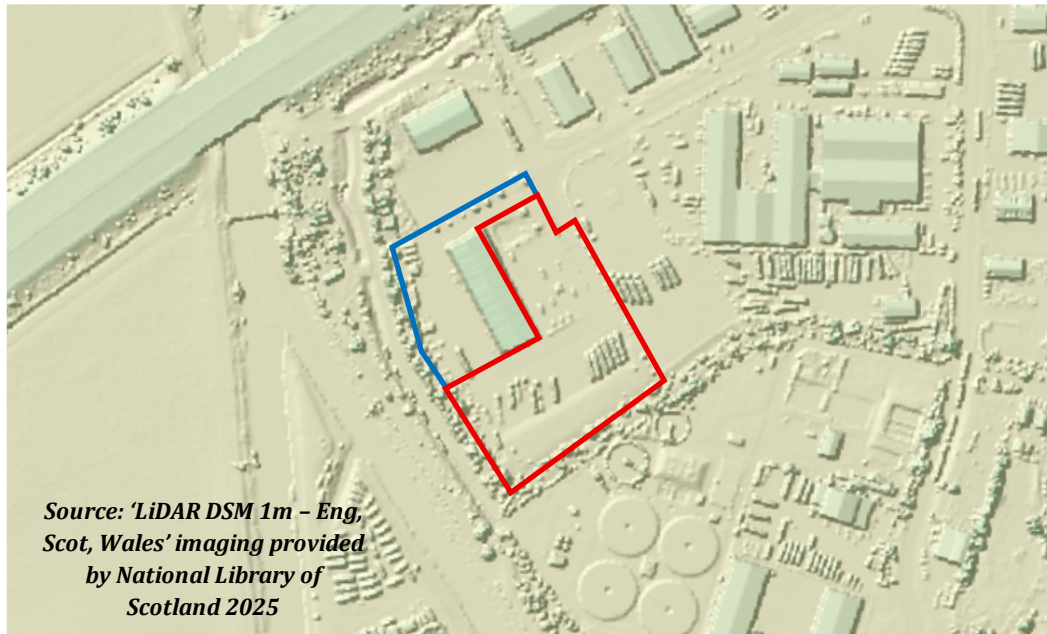 Source: ‘LiDAR DSM 1m – Eng,
Scot, Wales’ imaging provided
by National Library of
Scotland 2025